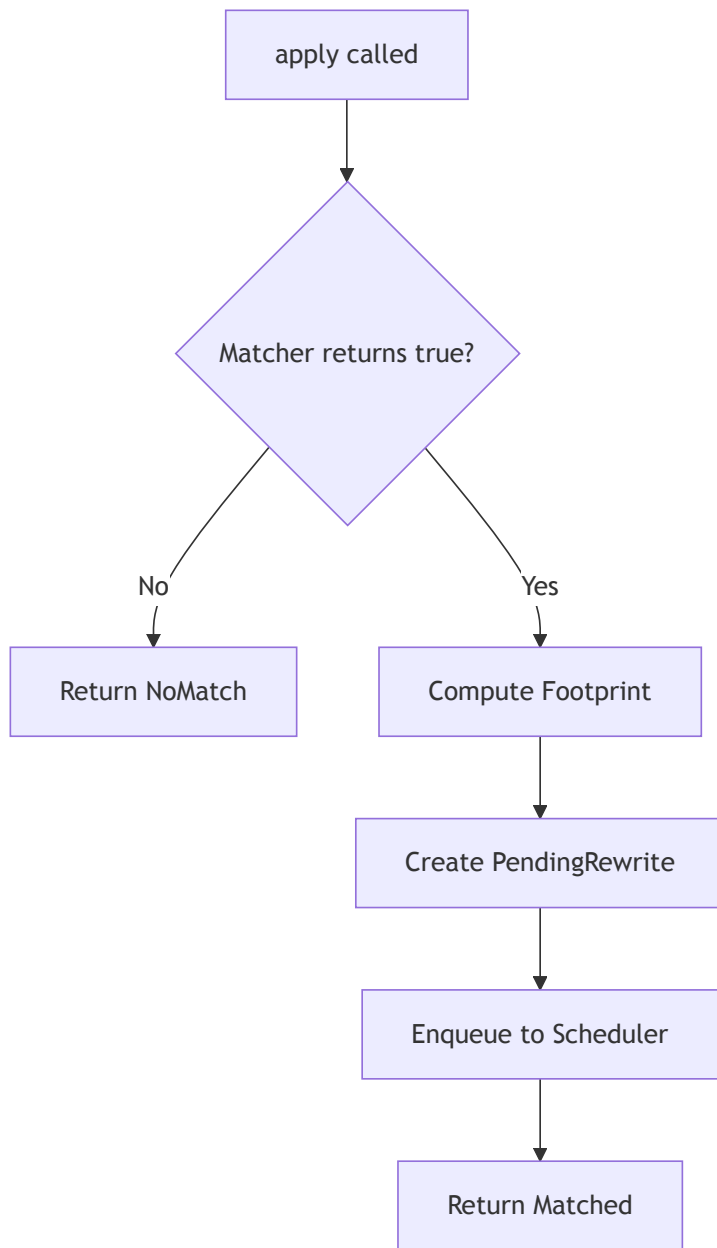 apply called
Matcher returns true?
No
Yes
Return NoMatch
Compute Footprint
Create PendingRewrite
Enqueue to Scheduler
Return Matched